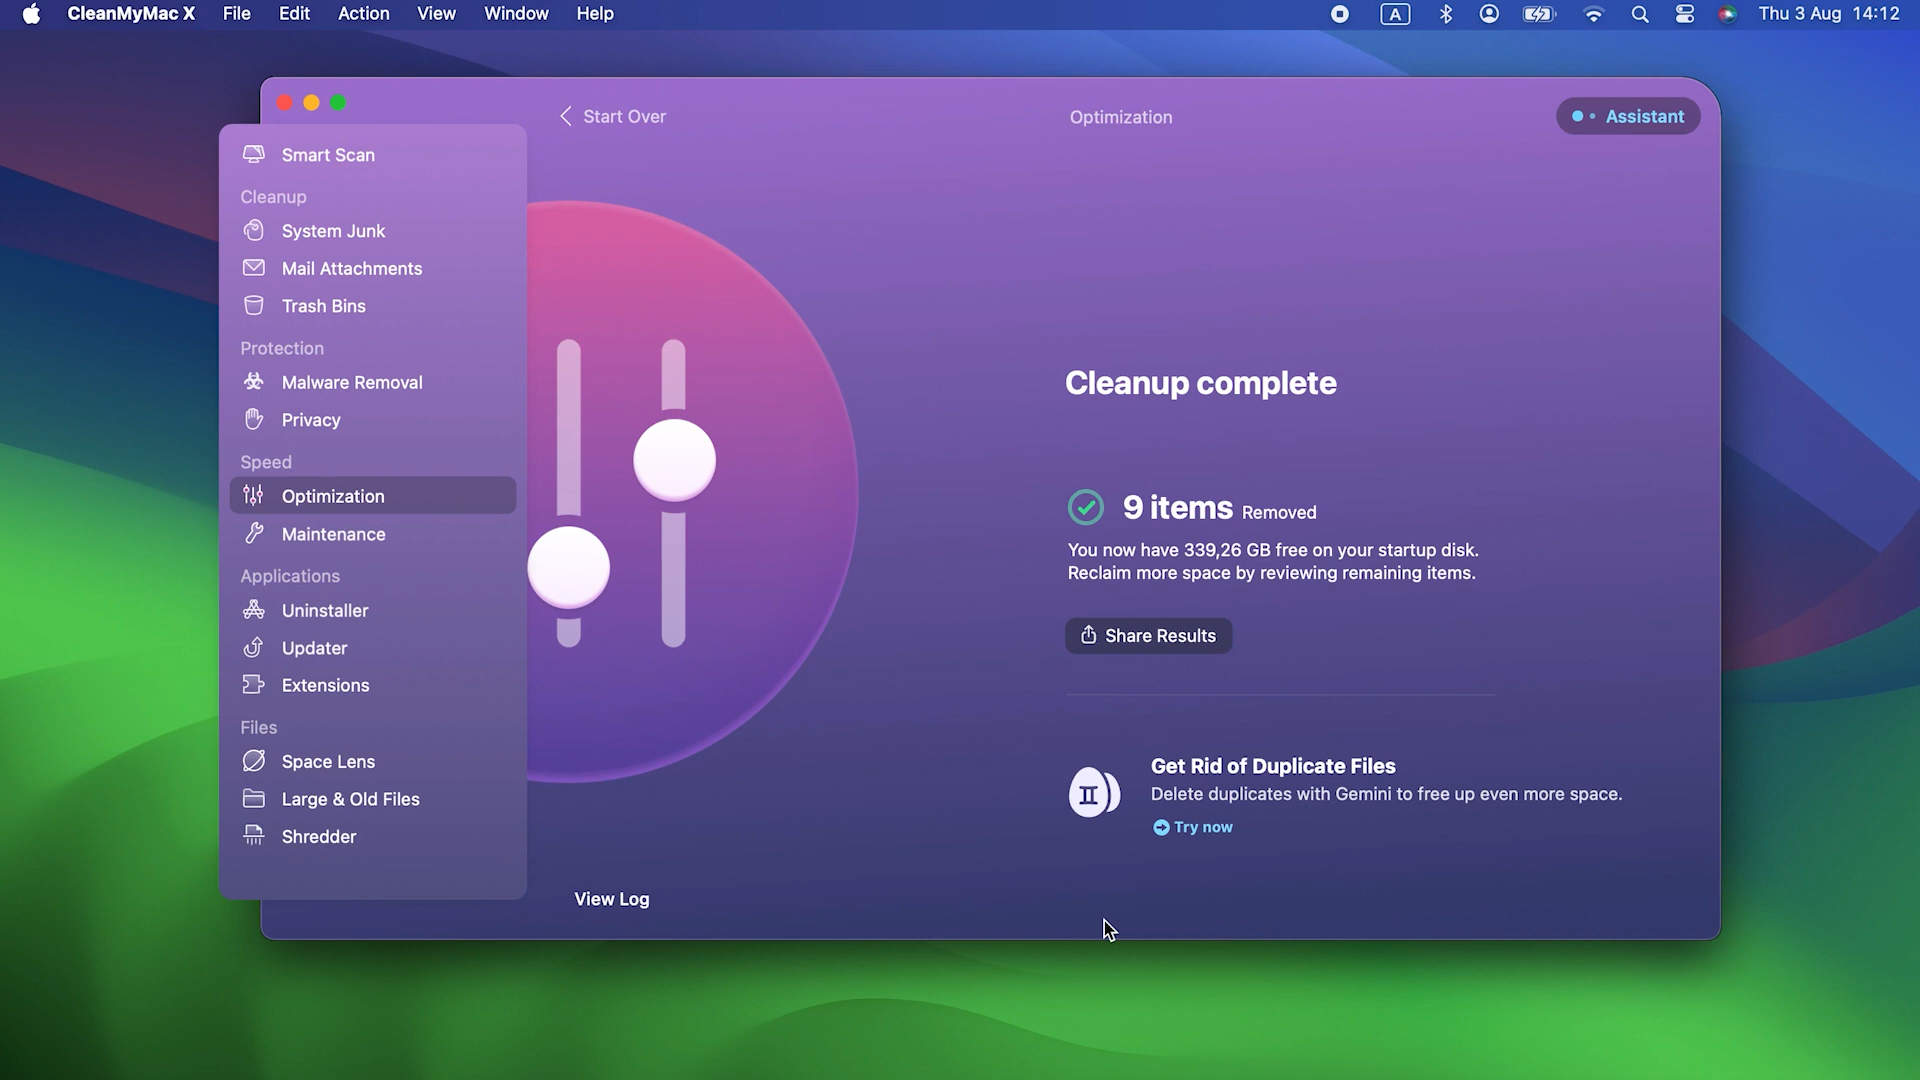 CleanMyMac X File Edit Action View Window Help A Thu 3 Aug 14:12
Start Over
Optimization
Assistant
Smart Scan
Cleanup
System Junk
Mail Attachments
Trash Bins
Protection
Malware Removal
Privacy
Speed
Optimization
Maintenance
Applications
Uninstaller
Updater
Extensions
Files
Space Lens
Large & Old Files
Shredder
View Log
Cleanup complete
9 items Removed
You now have 339,26 GB free on your startup disk.
Reclaim more space by reviewing remaining items.
Share Results
Get Rid of Duplicate Files
Delete duplicates with Gemini to free up even more space.
Try now